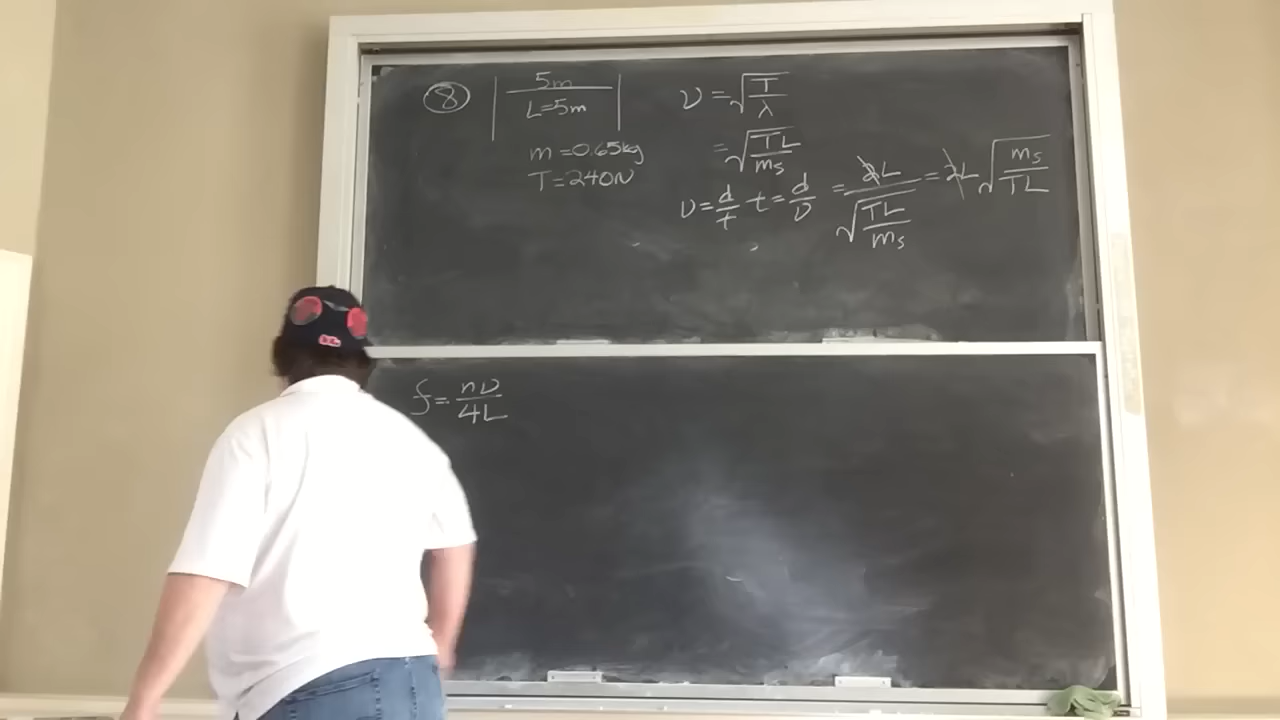 ⑧
5m
L=5m
m=0.65kg
T=240N
v = √(T/λ)
= √(TL/ms)
v = d/t t = d/v = 2L/√(TL/ms) = 2L √(ms/TL)
f = nv/4L